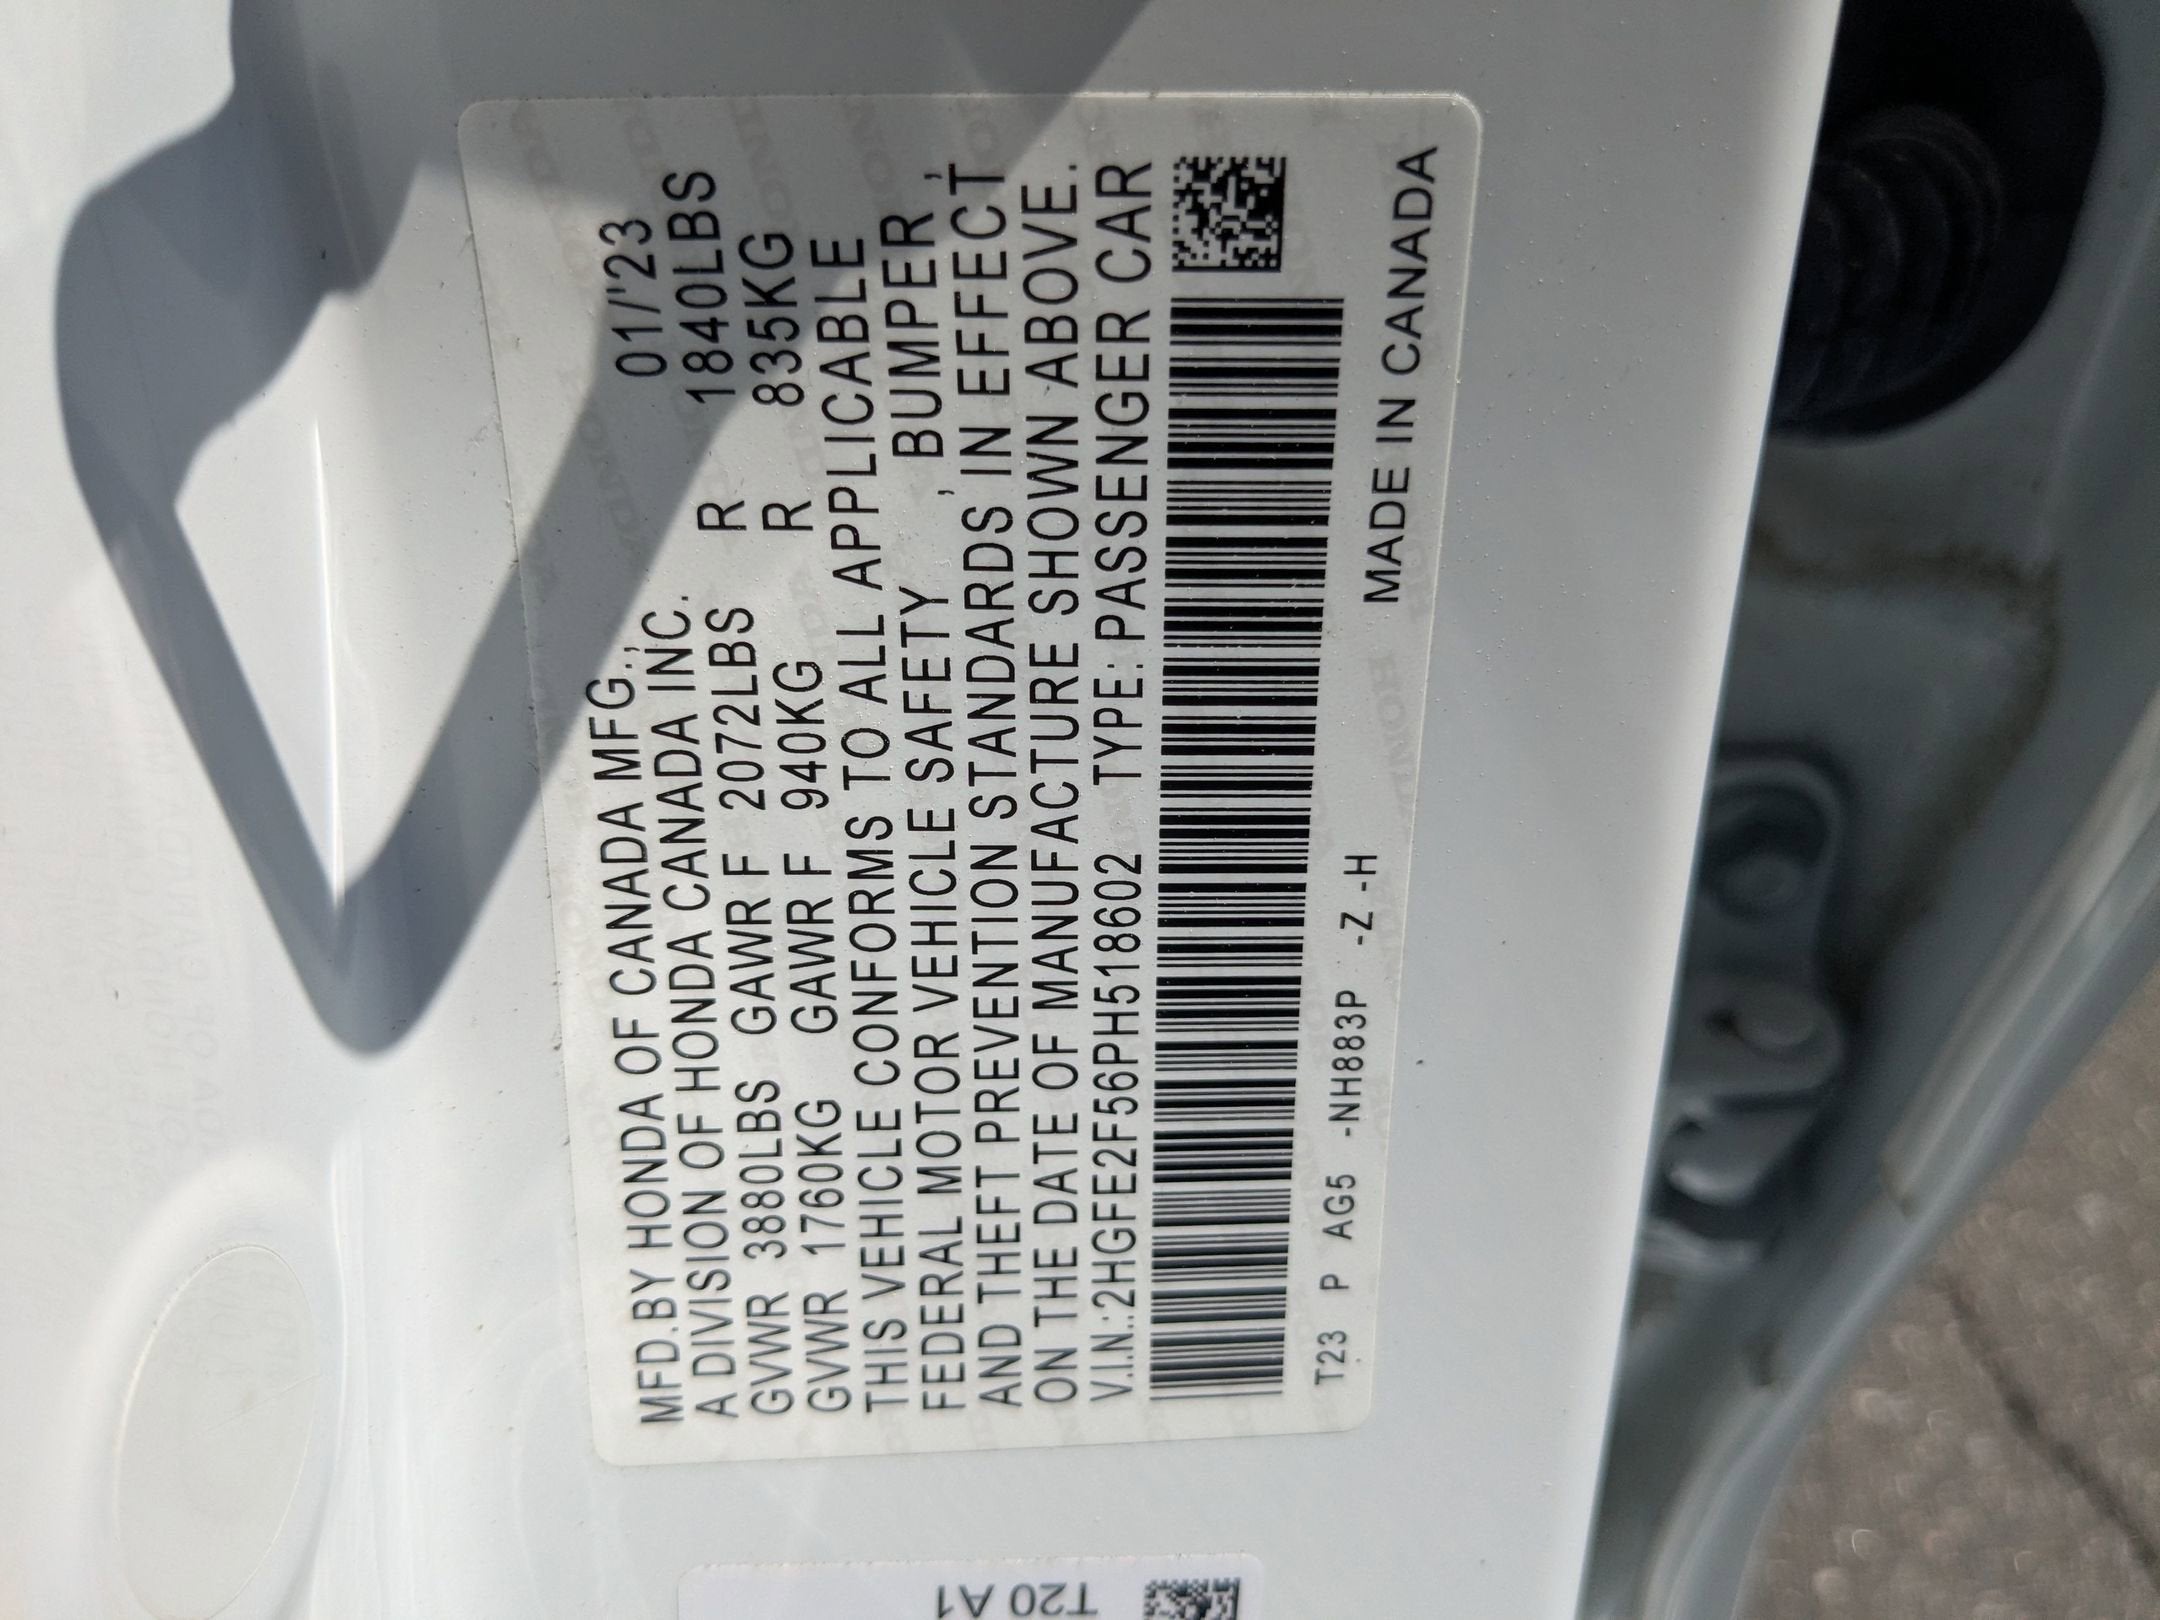 MFD.BY HONDA OF CANADA MFG., 01/'23
A DIVISION OF HONDA CANADA INC.
GVWR 3880LBS GAWR F 2072LBS R 1840LBS
GVWR 1760KG GAWR F 940KG R 835KG
THIS VEHICLE CONFORMS TO ALL APPLICABLE
FEDERAL MOTOR VEHICLE SAFETY, BUMPER,
AND THEFT PREVENTION STANDARDS IN EFFECT
ON THE DATE OF MANUFACTURE SHOWN ABOVE.
V.I.N.:2HGFE2F56PH518602 TYPE: PASSENGER CAR
T23 P AG5 -NH883P -Z -H MADE IN CANADA
T20 A1